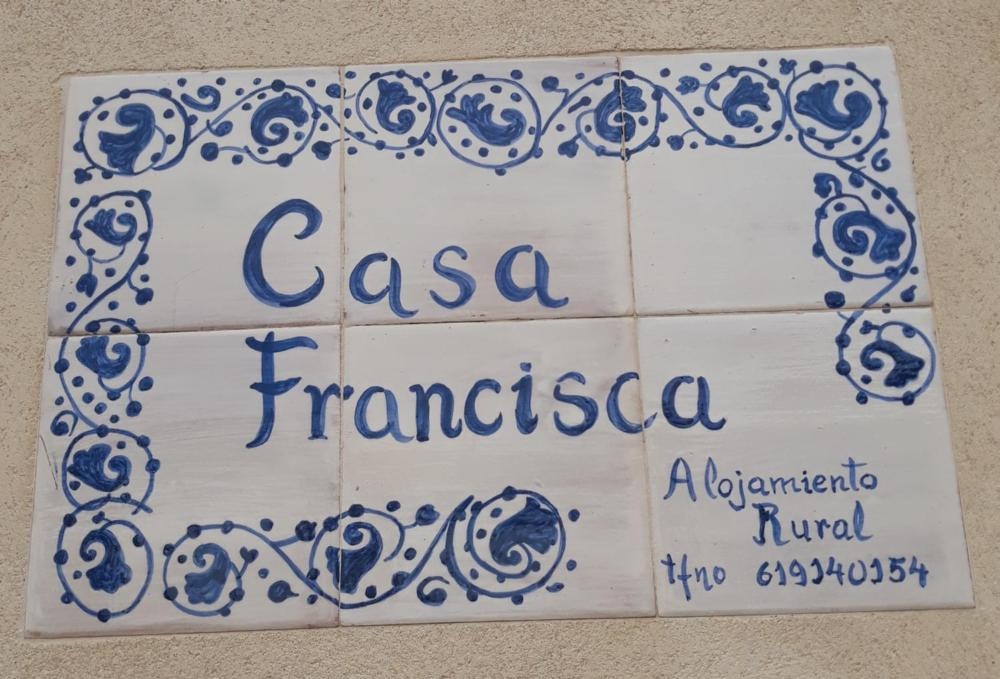 Casa
Francisca
Alojamiento
Rural
tfno 619140154